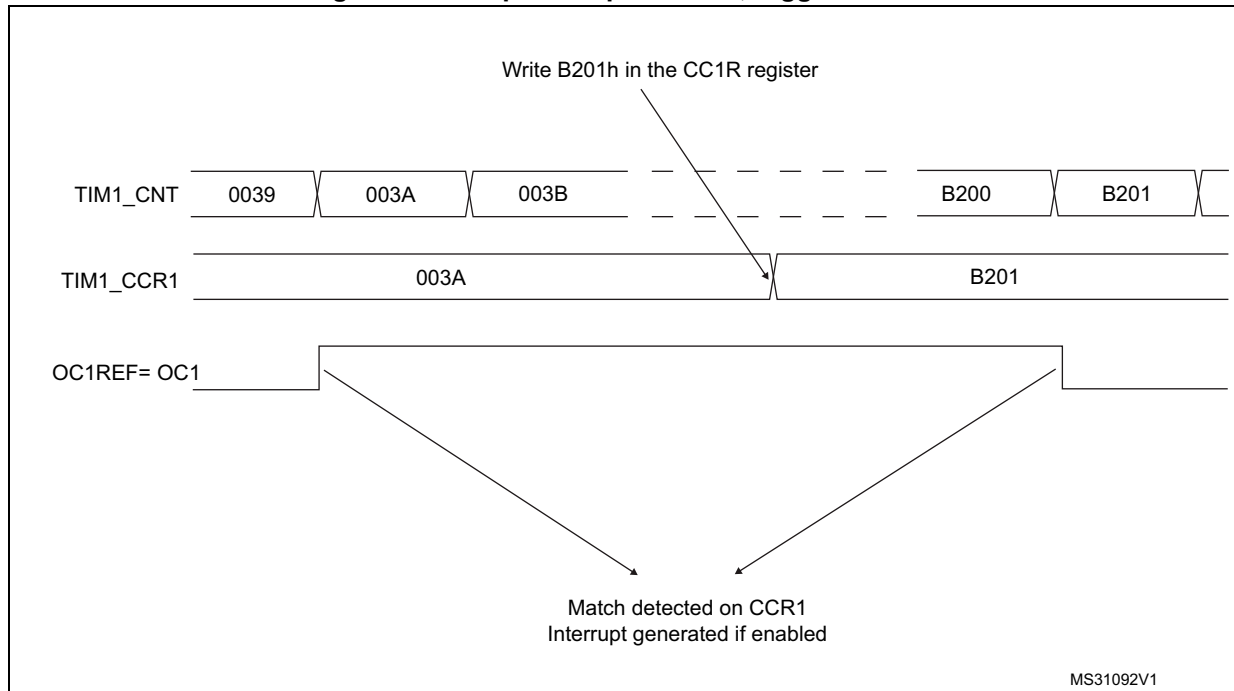 Write B201h in the CC1R register
TIM1_CNT 0039 003A 003B B200 B201
TIM1_CCR1 003A B201
OC1REF= OC1
Match detected on CCR1
Interrupt generated if enabled
MS31092V1